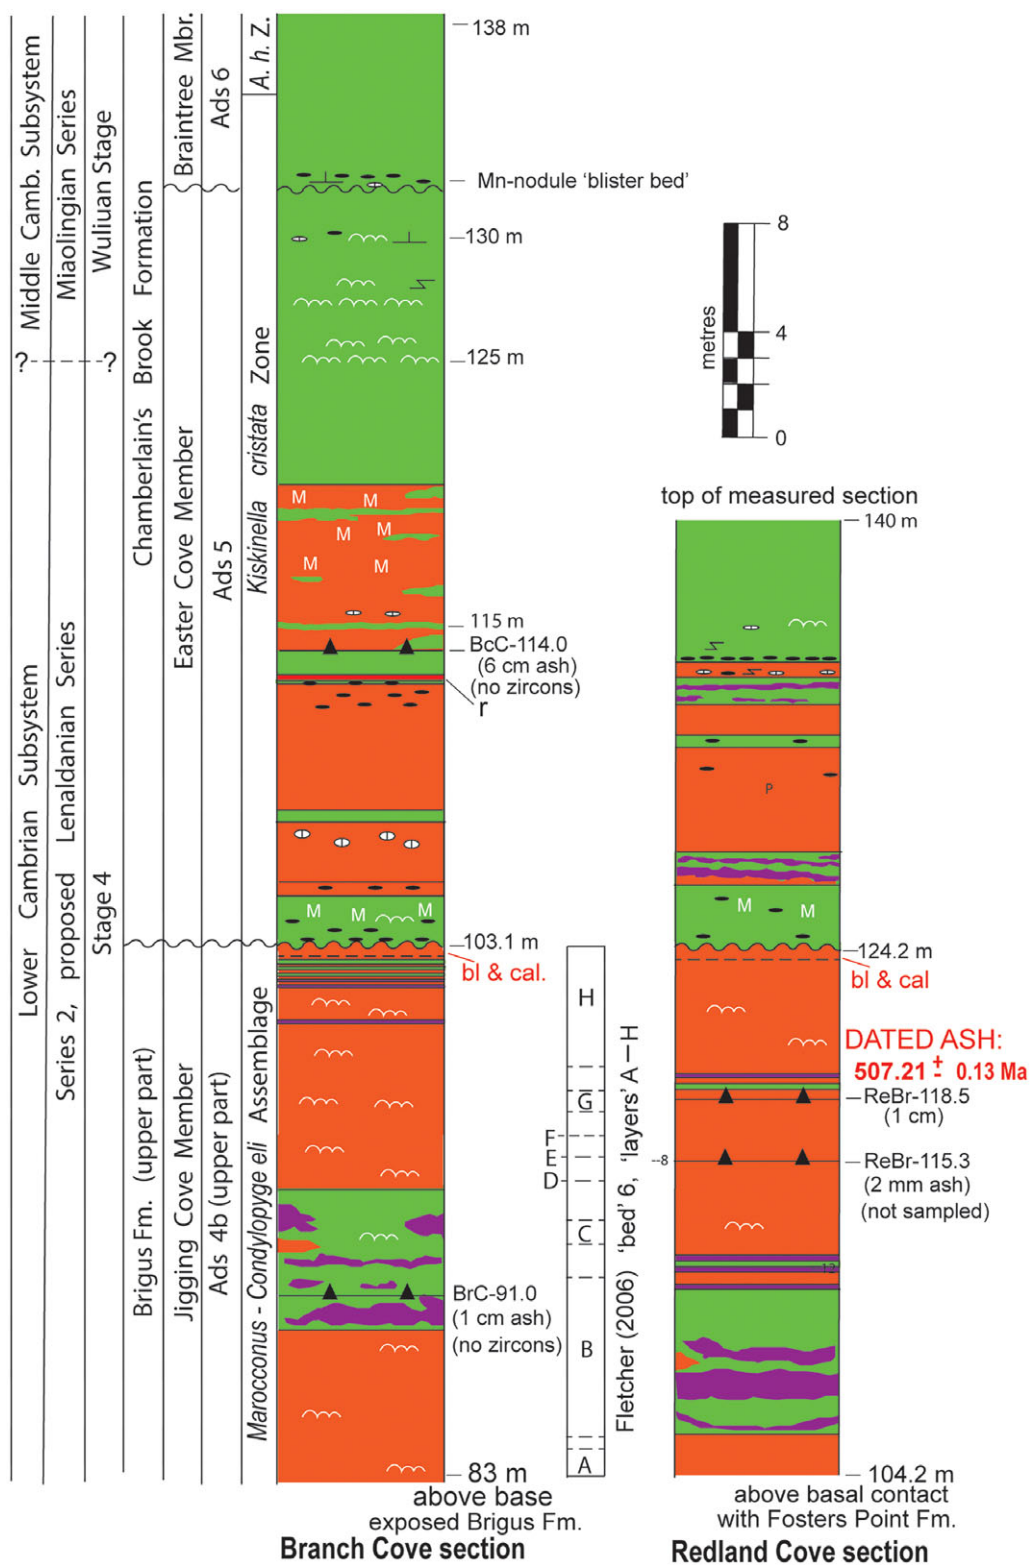 Middle Camb. Subsystem
Miaolingian Series
Wuliuan Stage
?
-?
Lower Cambrian Subsystem
Series 2, proposed Lenaldanian Series
Stage 4
Chamberlain's Brook Formation
Brigus Fm. (upper part)
Braintree Mbr.
Easter Cove Member
Jigging Cove Member
Ads 6
Ads 5
Ads 4b (upper part)
A. h. Z.
Kiskinella cristata Zone
Marocconus - Condylopyge eli Assemblage
138 m
Mn-nodule 'blister bed'
130 m
125 m
M
M
M
M
M
M
115 m
BcC-114.0
(6 cm ash)
(no zircons)
r
M
M
M
103.1 m
bl & cal.
BrC-91.0
(1 cm ash)
(no zircons)
83 m
above base
exposed Brigus Fm.
Branch Cove section
H
G
F
E
D
C
B
A
Fletcher (2006) 'bed' 6, 'layers' A – H
8
4
0
metres
top of measured section
140 m
P
M
M
124.2 m
bl & cal
DATED ASH:
507.21 ± 0.13 Ma
ReBr-118.5
(1 cm)
--8
ReBr-115.3
(2 mm ash)
(not sampled)
12
104.2 m
above basal contact
with Fosters Point Fm.
Redland Cove section